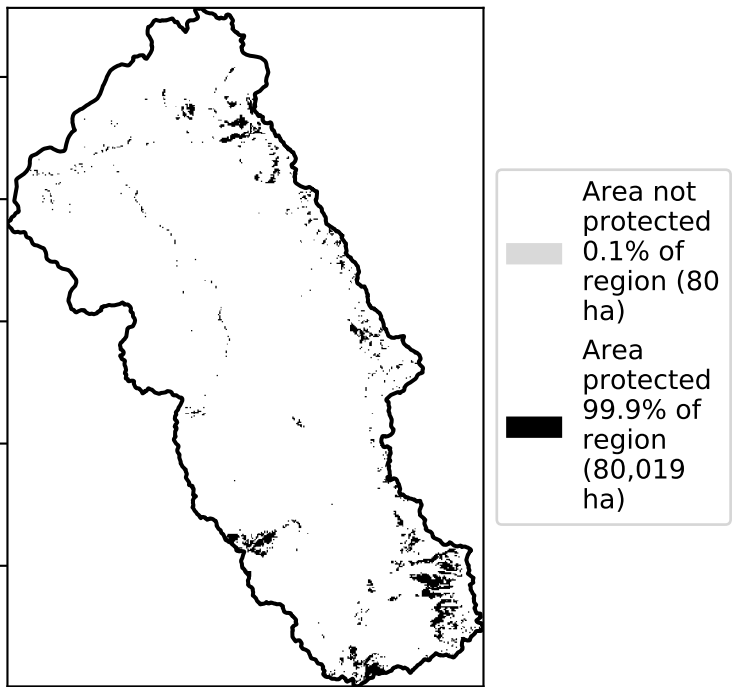 Area not
protected
0.1% of
region (80
ha)
Area
protected
99.9% of
region
(80,019
ha)